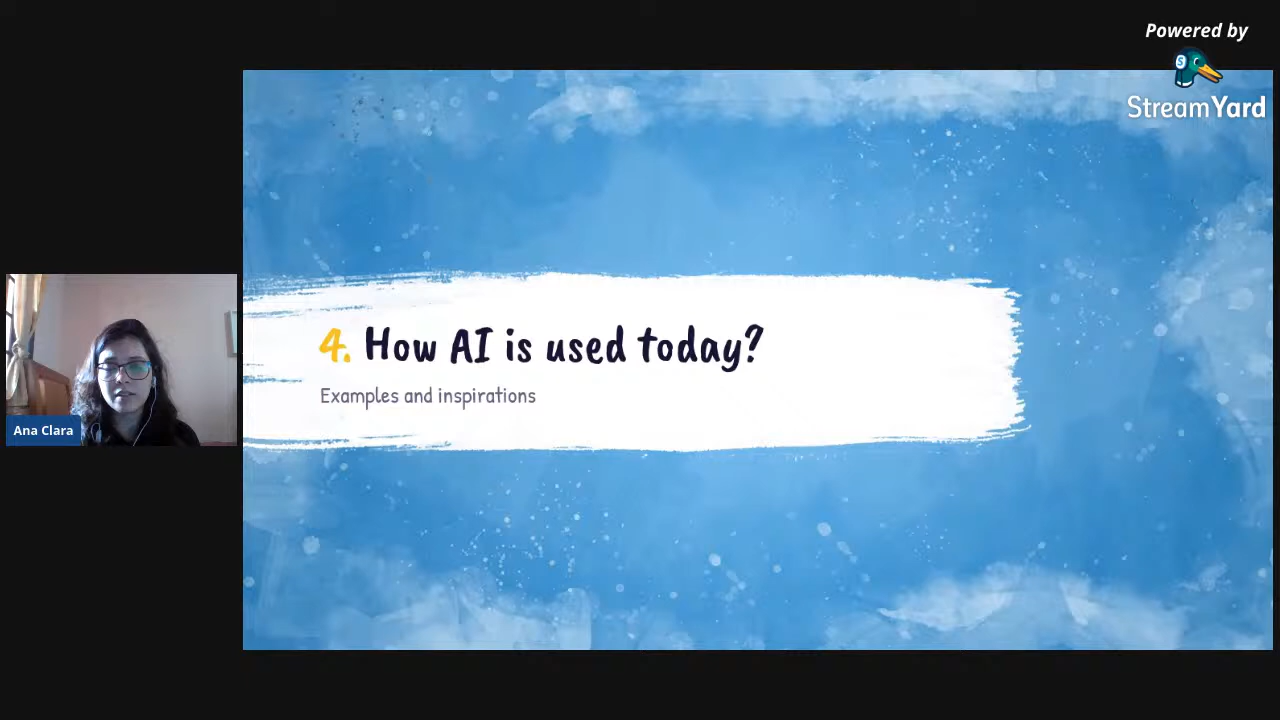 Powered by
StreamYard
4. How AI is used today?
Examples and inspirations
Ana Clara